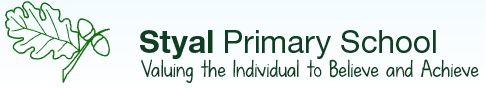 Styal Primary School
Valuing the Individual to Believe and Achieve